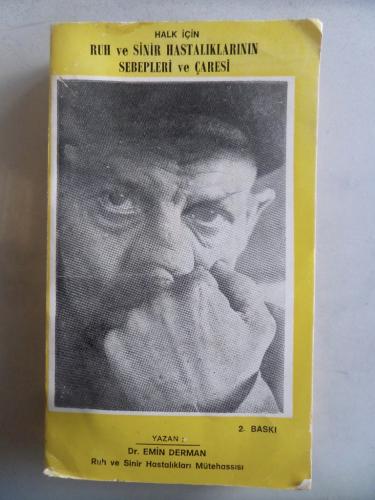 HALK İÇİN
RUH ve SİNİR HASTALIKLARININ
SEBEPLERİ ve ÇARESİ
2. BASKI
YAZAN :
Dr. EMİN DERMAN
Ruh ve Sinir Hastalıkları Mütehassısı